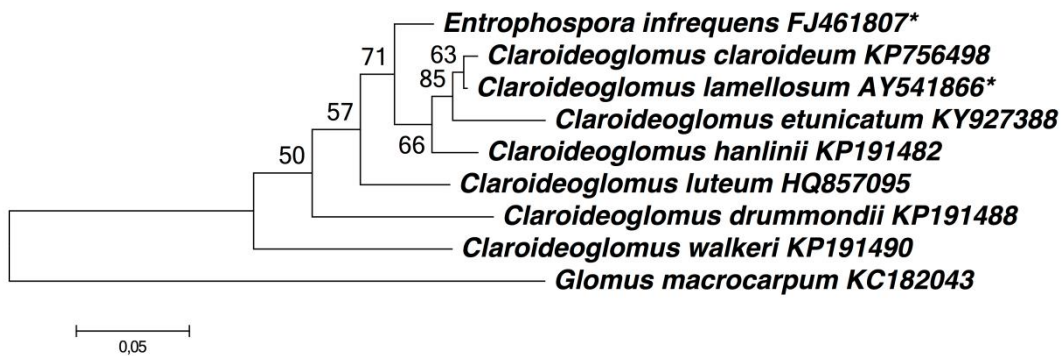 Entrophospora infrequens FJ461807*
63 Claroideoglomus claroideum KP756498
71
85 Claroideoglomus lamellosum AY541866*
57 Claroideoglomus etunicatum KY927388
66 Claroideoglomus hanlinii KP191482
50
Claroideoglomus luteum HQ857095
Claroideoglomus drummondii KP191488
Claroideoglomus walkeri KP191490
Glomus macrocarpum KC182043
0,05